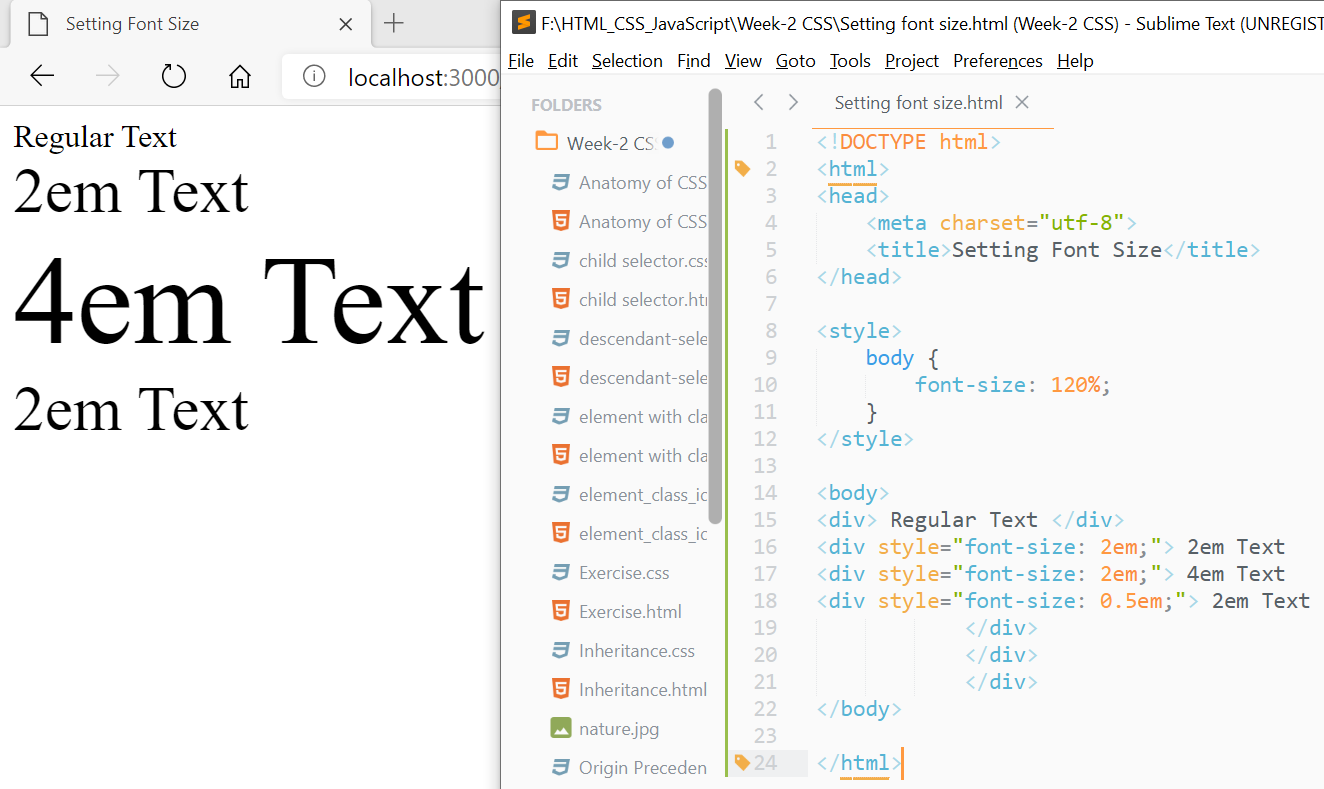 Setting Font Size
localhost:3000
Regular Text
2em Text
4em Text
2em Text
F:\HTML_CSS_JavaScript\Week-2 CSS\Setting font size.html (Week-2 CSS) - Sublime Text (UNREGIST
File Edit Selection Find View Goto Tools Project Preferences Help
FOLDERS
Week-2 CS
Anatomy of CSS
Anatomy of CSS
child selector.css
child selector.htm
descendant-sele
descendant-sele
element with cla
element with cla
element_class_id
element_class_id
Exercise.css
Exercise.html
Inheritance.css
Inheritance.html
nature.jpg
Origin Preceden
Setting font size.html
1 <!DOCTYPE html>
2 <html>
3 <head>
4 <meta charset="utf-8">
5 <title>Setting Font Size</title>
6 </head>
7
8 <style>
9 body {
10 font-size: 120%;
11 }
12 </style>
13
14 <body>
15 <div> Regular Text </div>
16 <div style="font-size: 2em;"> 2em Text
17 <div style="font-size: 2em;"> 4em Text
18 <div style="font-size: 0.5em;"> 2em Text
19 </div>
20 </div>
21 </div>
22 </body>
23
24 </html>